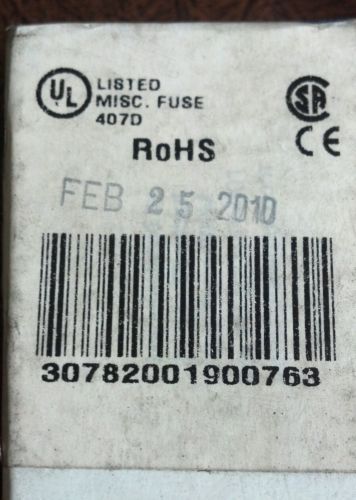 UL LISTED
MISC. FUSE
407D
SA
CE
RoHS
FEB 25 2010
30782001900763